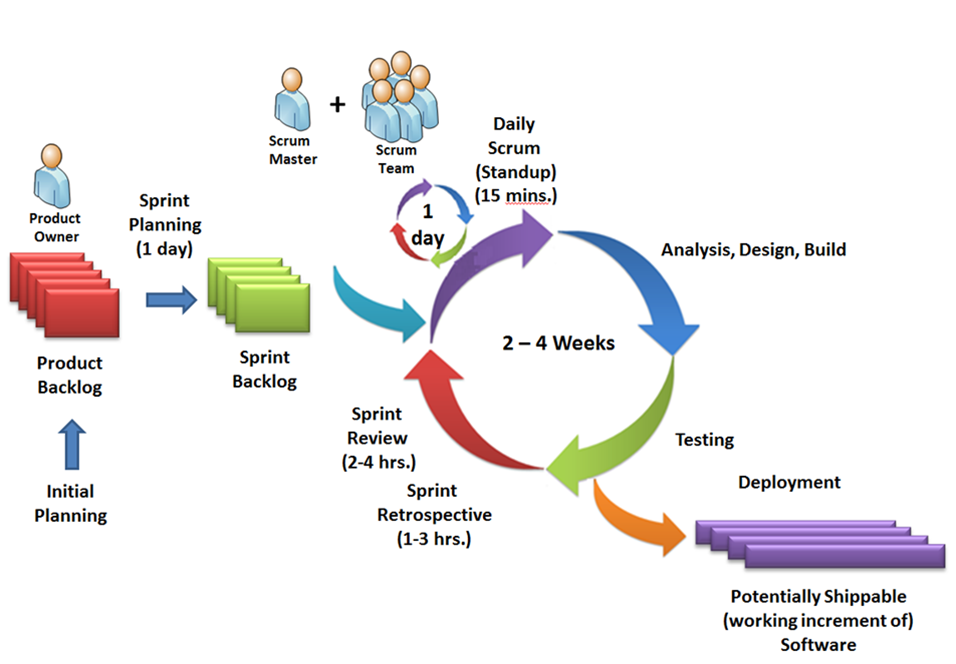 Scrum
Master
+
Scrum
Team
Daily
Scrum
(Standup)
(15 mins.)
Product
Owner
Sprint
Planning
(1 day)
1
day
Analysis, Design, Build
2 – 4 Weeks
Product
Backlog
Sprint
Backlog
Sprint
Review
(2-4 hrs.)
Testing
Initial
Planning
Sprint
Retrospective
(1-3 hrs.)
Deployment
Potentially Shippable
(working increment of)
Software